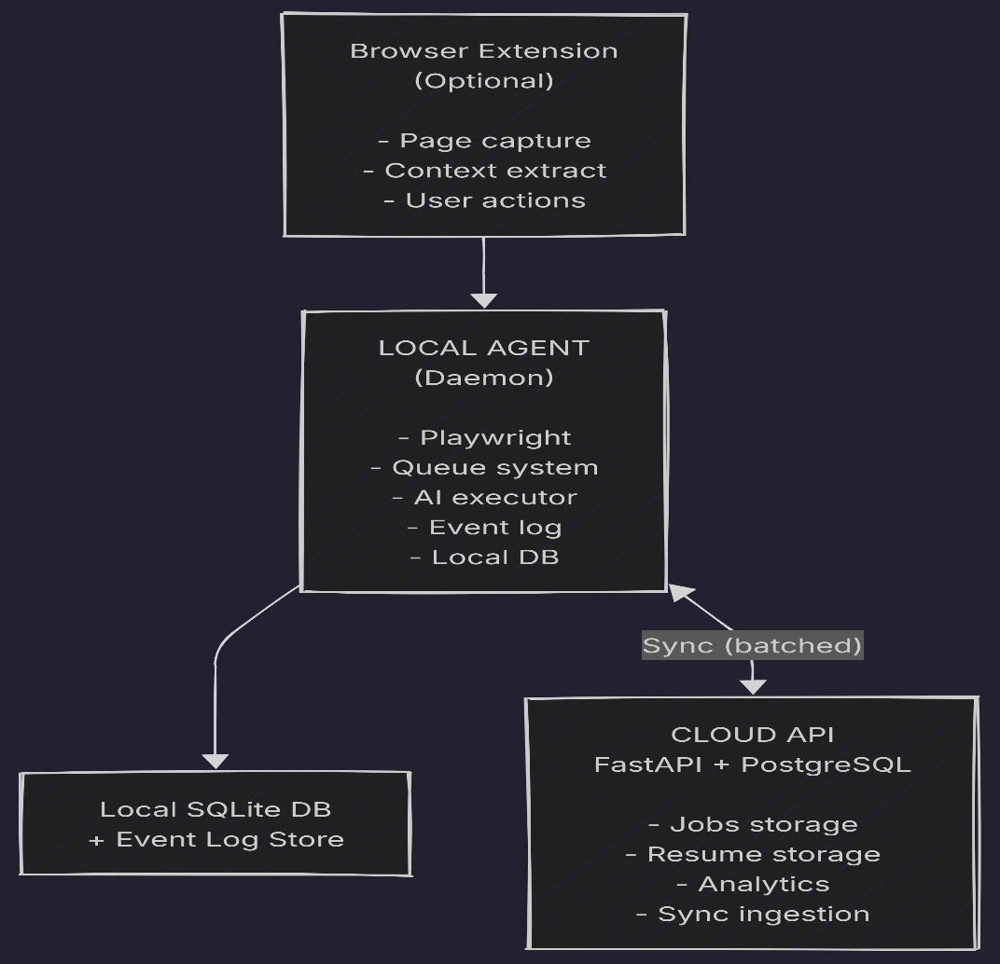 Browser Extension
(Optional)
- Page capture
- Context extract
- User actions
LOCAL AGENT
(Daemon)
- Playwright
- Queue system
- AI executor
- Event log
- Local DB
Sync (batched)
Local SQLite DB
+ Event Log Store
CLOUD API
FastAPI + PostgreSQL
- Jobs storage
- Resume storage
- Analytics
- Sync ingestion